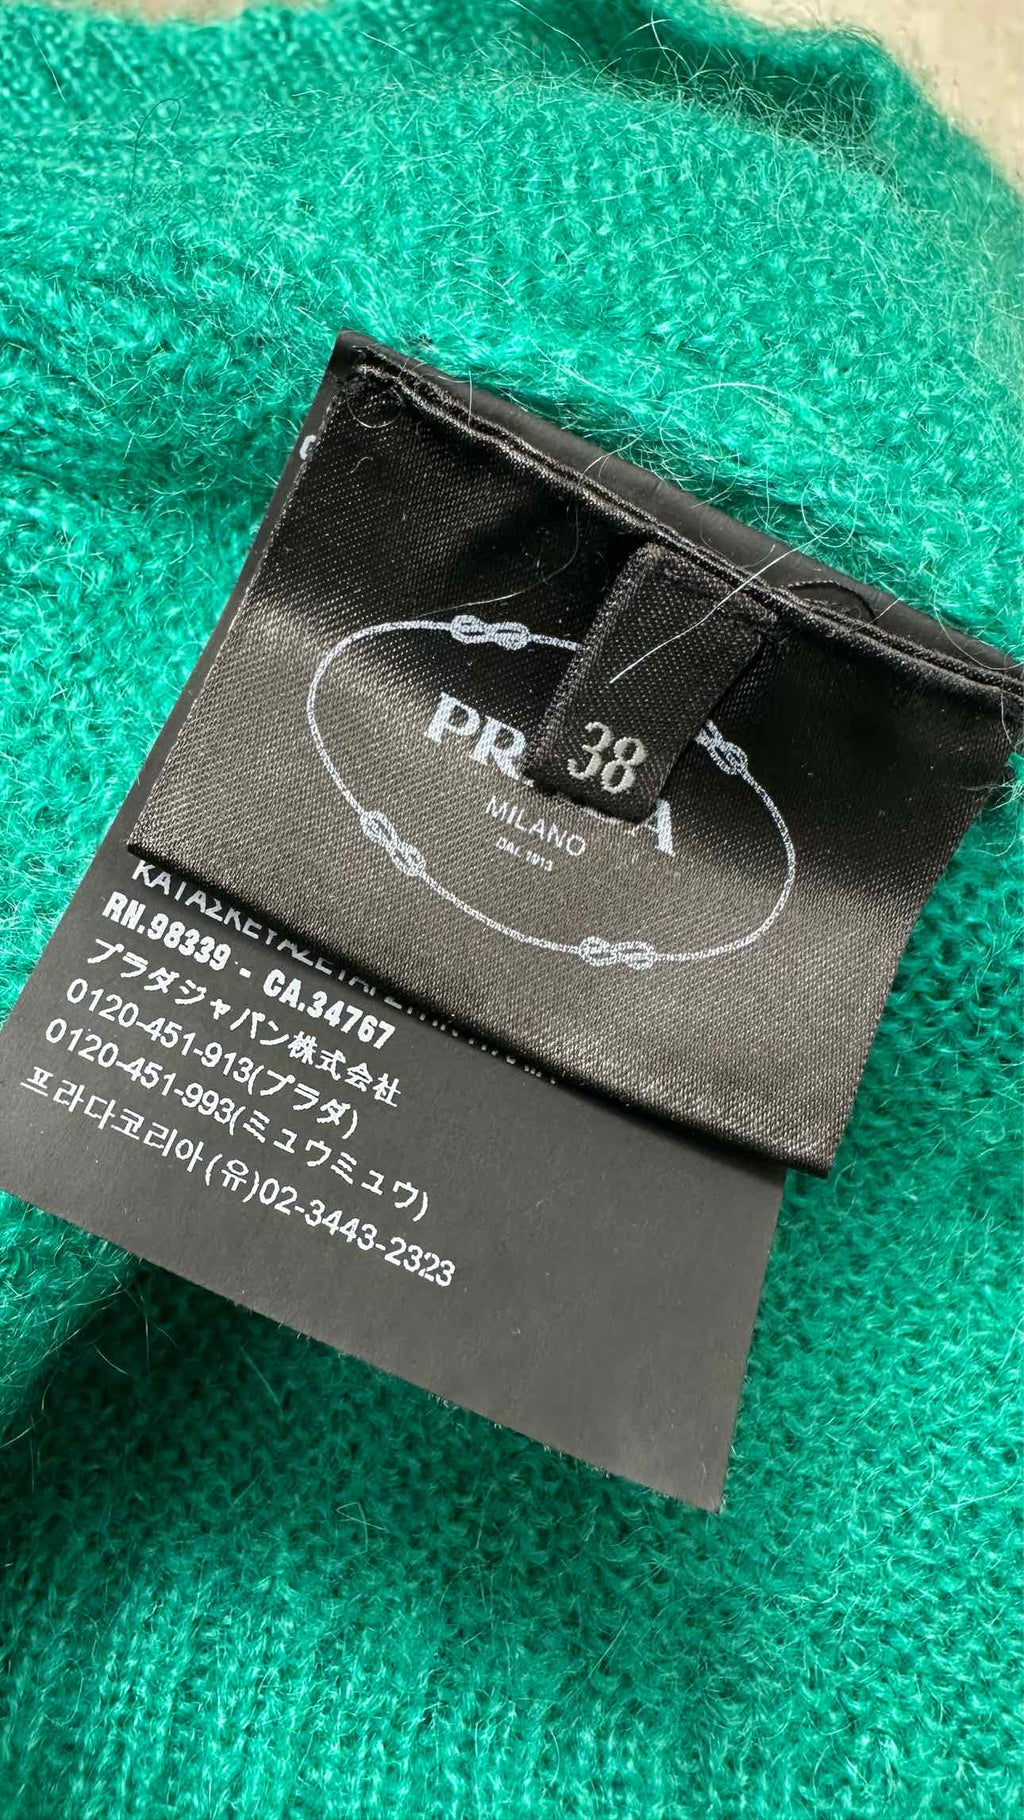 PR A
38
MILANO
DAL 1913
ΚΑΤΑΣΚΕΥΑΖΕΤΑΙ
RN.98339 - CA.34767
プラダジャパン株式会社
0120-451-913(プラダ)
0120-451-993(ミュウミュウ)
프라다코리아(유)02-3443-2323